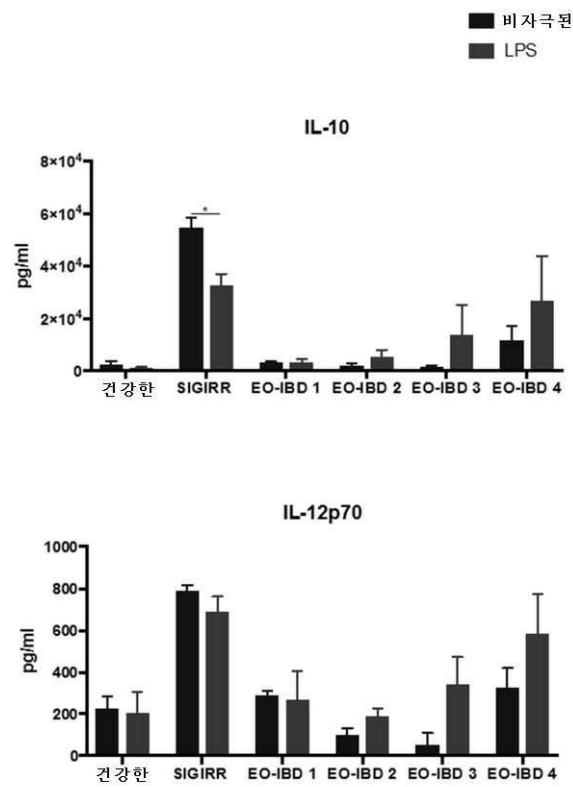 비자극된
LPS
IL-10
8×10⁴
6×10⁴
4×10⁴
2×10⁴
0
pg/ml
*
건강한 SIGIRR EO-IBD 1 EO-IBD 2 EO-IBD 3 EO-IBD 4
IL-12p70
1000
800
600
400
200
0
pg/ml
건강한 SIGIRR EO-IBD 1 EO-IBD 2 EO-IBD 3 EO-IBD 4